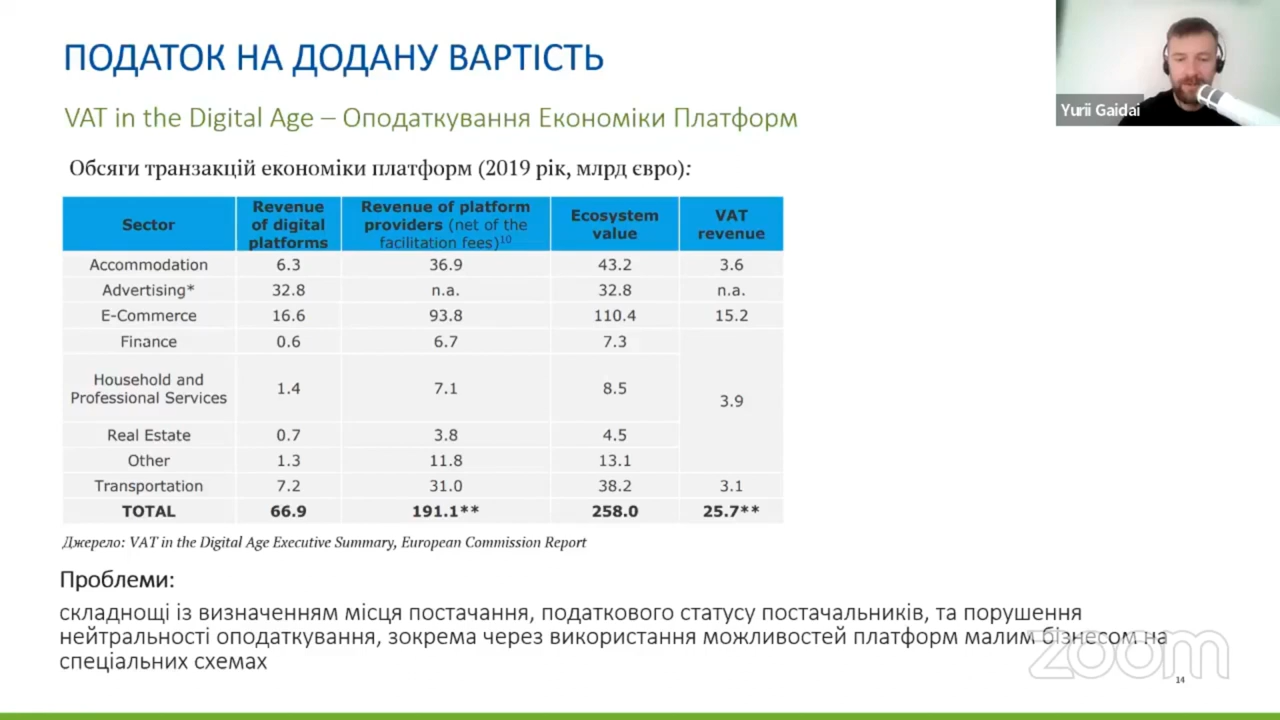 ПОДАТОК НА ДОДАНУ ВАРТІСТЬ
Yurii Gaidai
VAT in the Digital Age – Оподаткування Економіки Платформ
Обсяги транзакцій економіки платформ (2019 рік, млрд євро):
Sector Revenue of digital platforms Revenue of platform providers (net of the facilitation fees)10 Ecosystem value VAT revenue
Accommodation 6.3 36.9 43.2 3.6
Advertising* 32.8 n.a. 32.8 n.a.
E-Commerce 16.6 93.8 110.4 15.2
Finance 0.6 6.7 7.3
Household and Professional Services 1.4 7.1 8.5 3.9
Real Estate 0.7 3.8 4.5
Other 1.3 11.8 13.1
Transportation 7.2 31.0 38.2 3.1
TOTAL 66.9 191.1** 258.0 25.7**
Джерело: VAT in the Digital Age Executive Summary, European Commission Report
Проблеми:
складнощі із визначенням місця постачання, податкового статусу постачальників, та порушення
нейтральності оподаткування, зокрема через використання можливостей платформ малим бізнесом на
спеціальних схемах
zoom
14